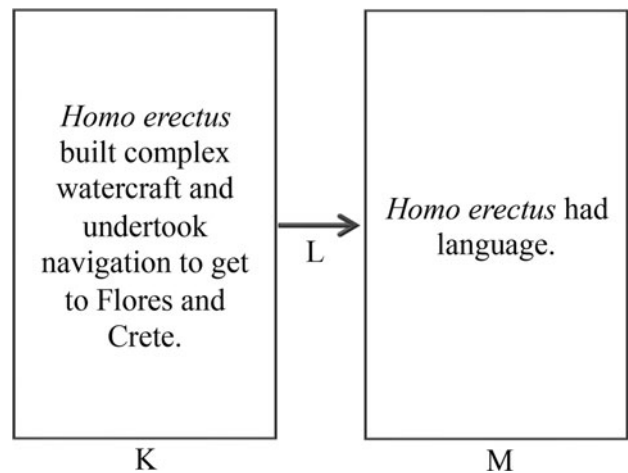 Homo erectus
built complex
watercraft and
undertook
navigation to get
to Flores and
Crete.
L
Homo erectus had
language.
K
M